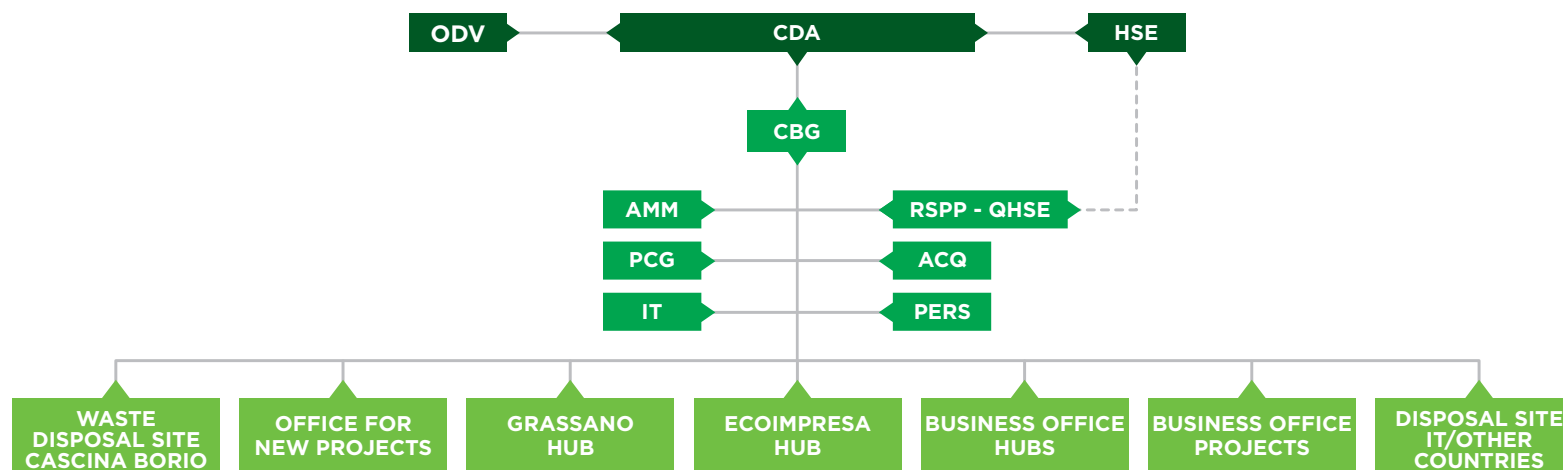 ODV
CDA
HSE
CBG
AMM
RSPP - QHSE
PCG
ACQ
IT
PERS
WASTE
DISPOSAL SITE
CASCINA BORIO
OFFICE FOR
NEW PROJECTS
GRASSANO
HUB
ECOIMPRESA
HUB
BUSINESS OFFICE
HUBS
BUSINESS OFFICE
PROJECTS
DISPOSAL SITE
IT/OTHER
COUNTRIES